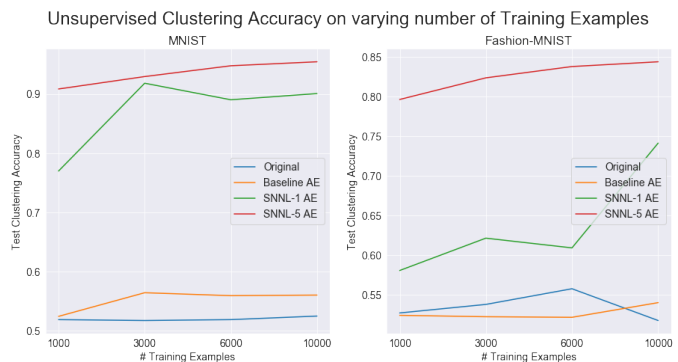 Unsupervised Clustering Accuracy on varying number of Training Examples
MNIST
Test Clustering Accuracy
0.9
0.8
0.7
0.6
0.5
1000
3000
6000
10000
# Training Examples
Original
Baseline AE
SNNL-1 AE
SNNL-5 AE
Fashion-MNIST
Test Clustering Accuracy
0.85
0.80
0.75
0.70
0.65
0.60
0.55
1000
3000
6000
10000
# Training Examples
Original
Baseline AE
SNNL-1 AE
SNNL-5 AE